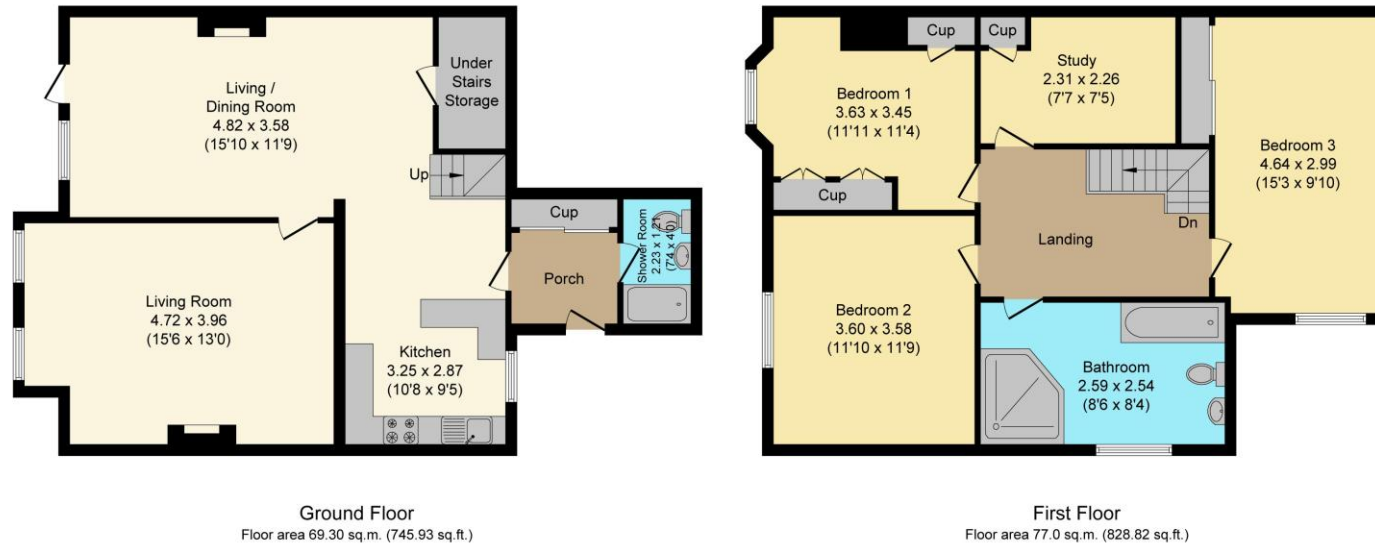 Living /
Dining Room
4.82 x 3.58
(15'10 x 11'9)
Under
Stairs
Storage
Up
Living Room
4.72 x 3.96
(15'6 x 13'0)
Kitchen
3.25 x 2.87
(10'8 x 9'5)
Cup
Porch
Shower Room
2.23 x 1.21
(7'4 x 4'0)
Ground Floor
Floor area 69.30 sq.m. (745.93 sq.ft.)
Cup
Bedroom 1
3.63 x 3.45
(11'11 x 11'4)
Cup
Cup
Study
2.31 x 2.26
(7'7 x 7'5)
Bedroom 3
4.64 x 2.99
(15'3 x 9'10)
Landing
Dn
Bedroom 2
3.60 x 3.58
(11'10 x 11'9)
Bathroom
2.59 x 2.54
(8'6 x 8'4)
First Floor
Floor area 77.0 sq.m. (828.82 sq.ft.)